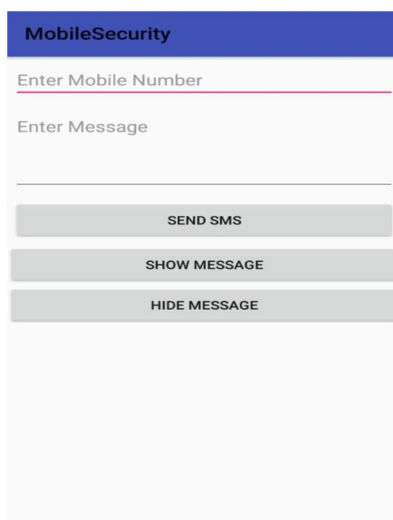 MobileSecurity
Enter Mobile Number
Enter Message
SEND SMS
SHOW MESSAGE
HIDE MESSAGE